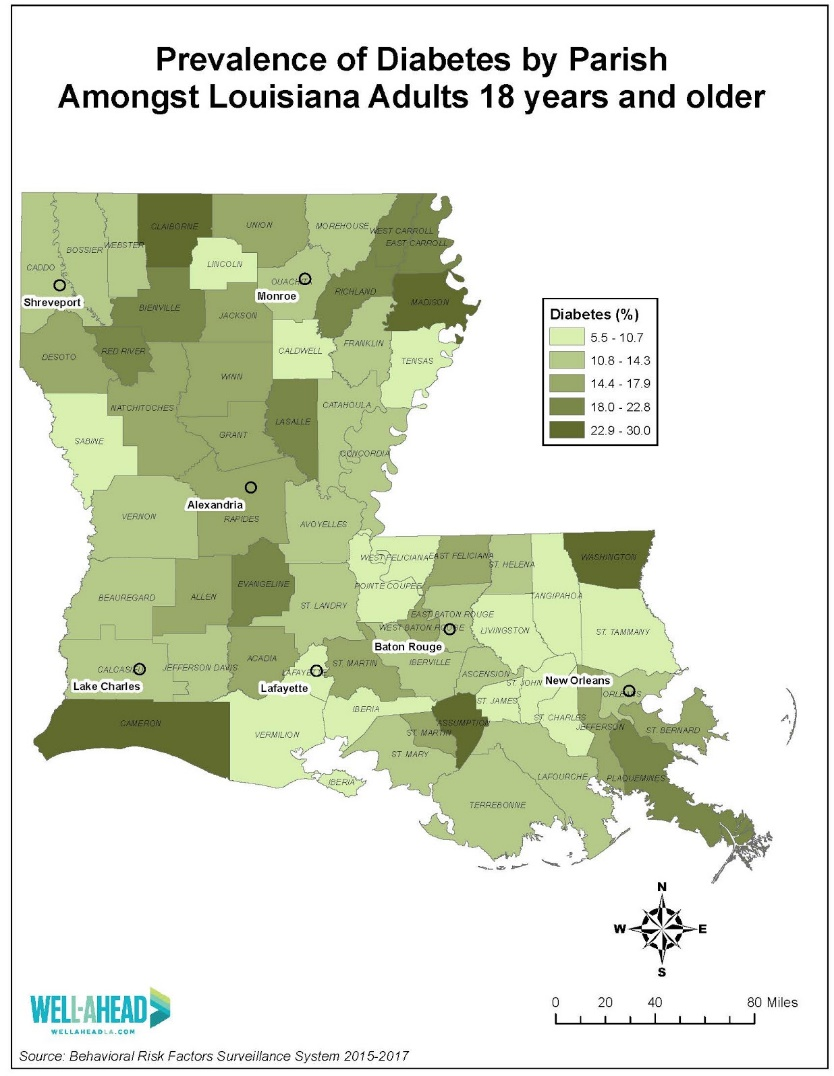 Prevalence of Diabetes by Parish
Amongst Louisiana Adults 18 years and older
CLAIBORNE
UNION
MOREHOUSE
WEST CARROLL
EAST CARROLL
WEBSTER
BOSSIER
CADDO
LINCOLN
OUACHITA
Monroe
Shreveport
RICHLAND
MADISON
BIENVILLE
JACKSON
DESOTO
RED RIVER
CALDWELL
FRANKLIN
TENSAS
WINN
NATCHITOCHES
LASALLE
CATAHOULA
SABINE
GRANT
CONCORDIA
Alexandria
RAPIDES
VERNON
AVOYELLES
WEST FELICIANA
EAST FELICIANA
ST. HELENA
WASHINGTON
BEAUREGARD
ALLEN
EVANGELINE
POINTE COUPEE
TANGIPAHOA
ST. LANDRY
EAST BATON ROUGE
WEST BATON ROUGE
LIVINGSTON
ST. TAMMANY
Baton Rouge
CALCASIEU
JEFFERSON DAVIS
ACADIA
LAFAYETTE
ST. MARTIN
IBERVILLE
ASCENSION
Lake Charles
Lafayette
ST. JOHN
New Orleans
ORLEANS
CAMERON
VERMILION
IBERIA
ST. JAMES
ASSUMPTION
ST. CHARLES
JEFFERSON
ST. BERNARD
ST. MARTIN
ST. MARY
IBERIA
LAFOURCHE
PLAQUEMINES
TERREBONNE
Diabetes (%)
5.5 - 10.7
10.8 - 14.3
14.4 - 17.9
18.0 - 22.8
22.9 - 30.0
N
W E
S
0 20 40 80 Miles
WELL-AHEAD
WELLAHEADLA.COM
Source: Behavioral Risk Factors Surveillance System 2015-2017